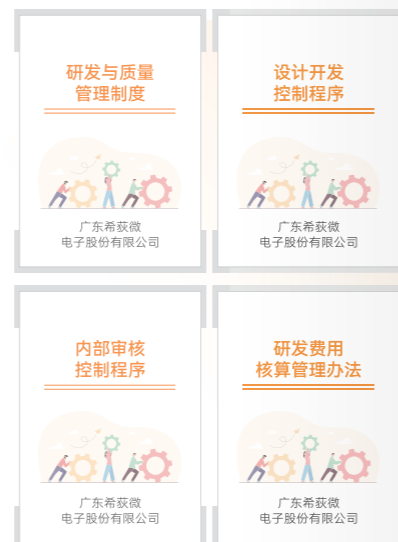 研发与质量
管理制度
广东希荻微
电子股份有限公司
设计开发
控制程序
广东希荻微
电子股份有限公司
内部审核
控制程序
广东希荻微
电子股份有限公司
研发费用
核算管理办法
广东希荻微
电子股份有限公司